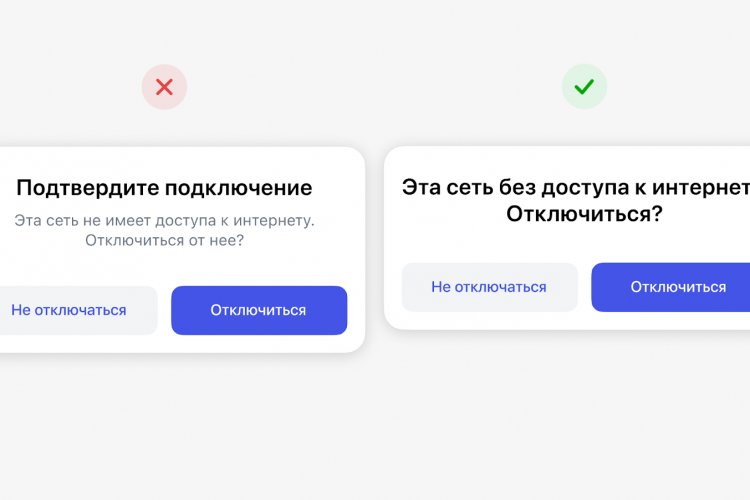 Подтвердите подключение
Эта сеть не имеет доступа к интернету.
Отключиться от нее?
Не отключаться
Отключиться
Эта сеть без доступа к интернет
Отключиться?
Не отключаться
Отключиться